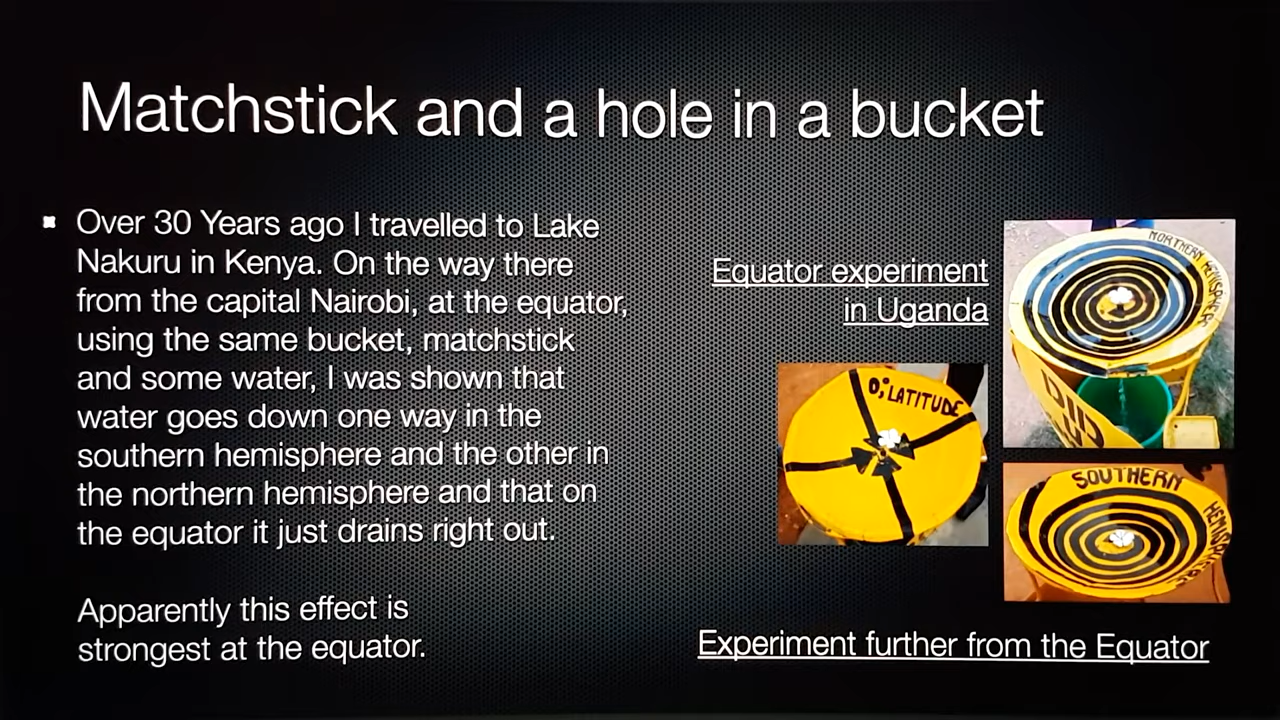 Matchstick and a hole in a bucket
Over 30 Years ago I travelled to Lake
Nakuru in Kenya. On the way there
from the capital Nairobi, at the equator,
using the same bucket, matchstick
and some water, I was shown that
water goes down one way in the
southern hemisphere and the other in
the northern hemisphere and that on
the equator it just drains right out.
Apparently this effect is
strongest at the equator.
Equator experiment
in Uganda
NORTHERN HEMISPHERE
0° LATITUDE
SOUTHERN
HEMISPHERE
Experiment further from the Equator